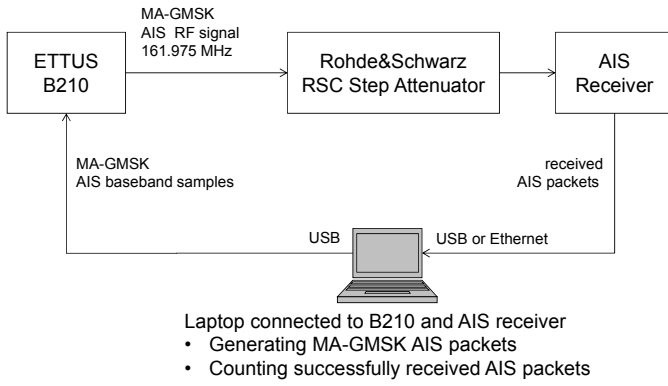 MA-GMSK
AIS RF signal
161.975 MHz
ETTUS
B210
Rohde&Schwarz
RSC Step Attenuator
AIS
Receiver
MA-GMSK
AIS baseband samples
received
AIS packets
USB
USB or Ethernet
Laptop connected to B210 and AIS receiver
• Generating MA-GMSK AIS packets
• Counting successfully received AIS packets